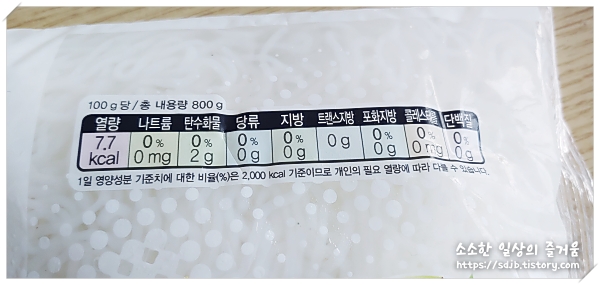 100 g 당/총 내용량 800 g
열량 나트륨 탄수화물 당류 지방 트랜스지방 포화지방 콜레스테롤 단백질
7.7 0 % 0 % 0 % 0 % 0 g 0 % 0 % 0 %
kcal 0 mg 2 g 0 g 0 g 0 g 0 mg 0 g
1일 영양성분 기준치에 대한 비율(%)은 2,000 kcal 기준이므로 개인의 필요 열량에 따라 다를 수 있습니다.
소소한 일상의 즐거움
https://sdjb.tistory.com